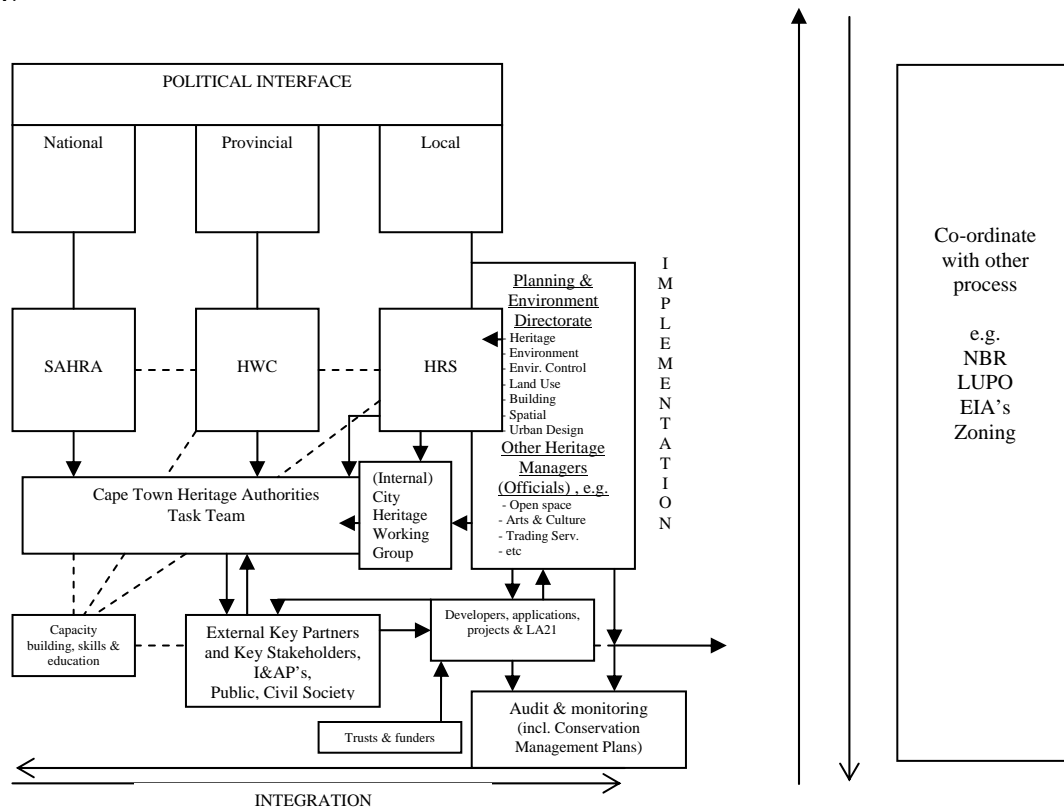 POLITICAL INTERFACE
National
Provincial
Local
SAHRA
HWC
HRS
Planning &
Environment
Directorate
- Heritage
- Environment
- Envir. Control
- Land Use
- Building
- Spatial
- Urban Design
Other Heritage
Managers
(Officials) , e.g.
- Open space
- Arts & Culture
- Trading Serv.
- etc
IMPLEMENTATION
Co-ordinate
with other
process
e.g.
NBR
LUPO
EIA's
Zoning
Cape Town Heritage Authorities
Task Team
(Internal)
City
Heritage
Working
Group
Capacity
building, skills &
education
External Key Partners
and Key Stakeholders,
I&AP's,
Public, Civil Society
Developers, applications,
projects & LA21
Trusts & funders
Audit & monitoring
(incl. Conservation
Management Plans)
INTEGRATION